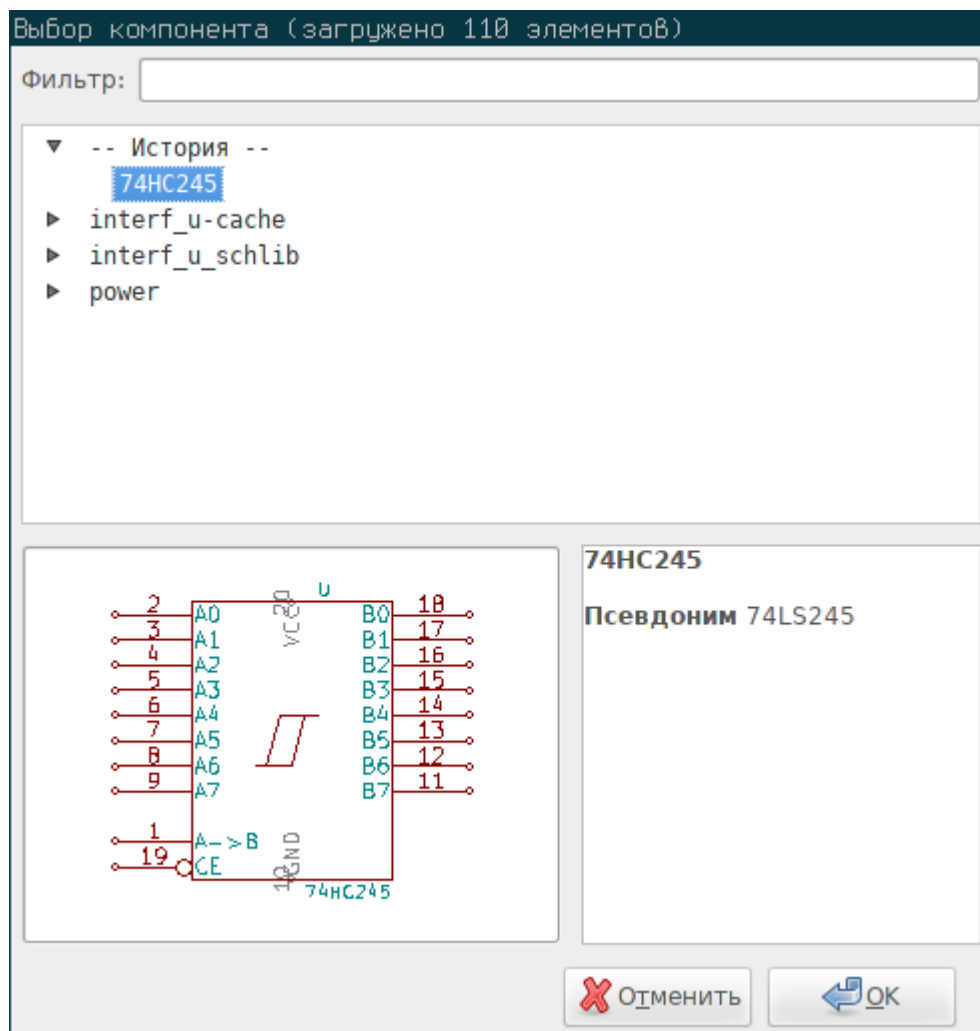 Выбор компонента (загружено 110 элементов)
Фильтр:
-- История --
74HC245
interf_u-cache
interf_u_schlib
power
U
2 A0 VCC 20 B0 18
3 A1 B1 17
4 A2 B2 16
5 A3 B3 15
6 A4 B4 14
7 A5 B5 13
8 A6 B6 12
9 A7 B7 11
1 A->B GND
19 CE 10
74HC245
74HC245
Псевдоним 74LS245
Отменить
OK